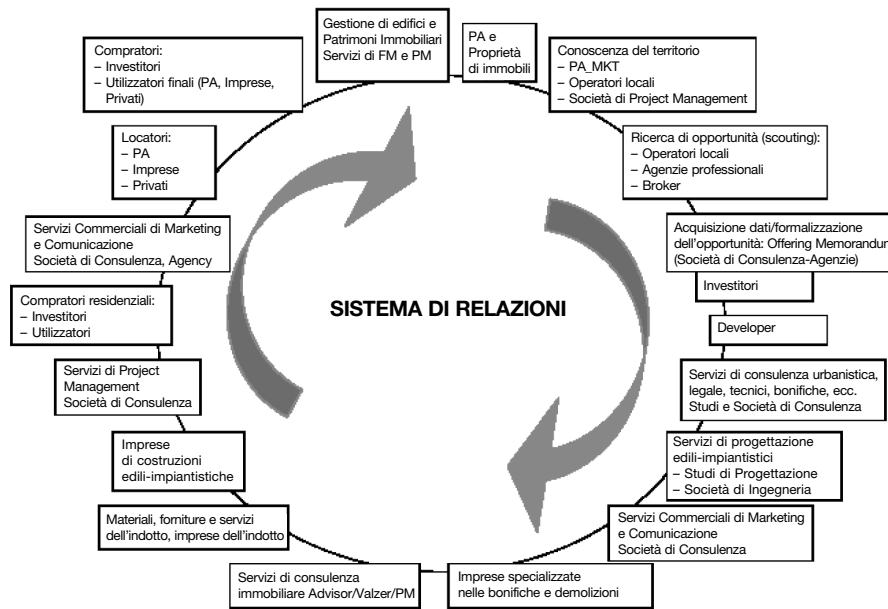 Gestione di edifici e
Patrimoni Immobiliari
Servizi di FM e PM
PA e
Proprietà
di immobili
Conoscenza del territorio
– PA_MKT
– Operatori locali
– Società di Project Management
Ricerca di opportunità (scouting):
– Operatori locali
– Agenzie professionali
– Broker
Acquisizione dati/formalizzazione
dell'opportunità: Offering Memorandum
(Società di Consulenza-Agenzie)
Investitori
Developer
Servizi di consulenza urbanistica,
legale, tecnici, bonifiche, ecc.
Studi e Società di Consulenza
Servizi di progettazione
edili-impiantistici
– Studi di Progettazione
– Società di Ingegneria
Servizi Commerciali di Marketing
e Comunicazione
Società di Consulenza
Imprese specializzate
nelle bonifiche e demolizioni
Servizi di consulenza
immobiliare Advisor/Valzer/PM
Materiali, forniture e servizi
dell'indotto, imprese dell'indotto
Imprese
di costruzioni
edili-impiantistiche
Servizi di Project
Management
Società di Consulenza
Compratori residenziali:
– Investitori
– Utilizzatori
Servizi Commerciali di Marketing
e Comunicazione
Società di Consulenza, Agency
Locatori:
– PA
– Imprese
– Privati
Compratori:
– Investitori
– Utilizzatori finali (PA, Imprese,
Privati)
SISTEMA DI RELAZIONI